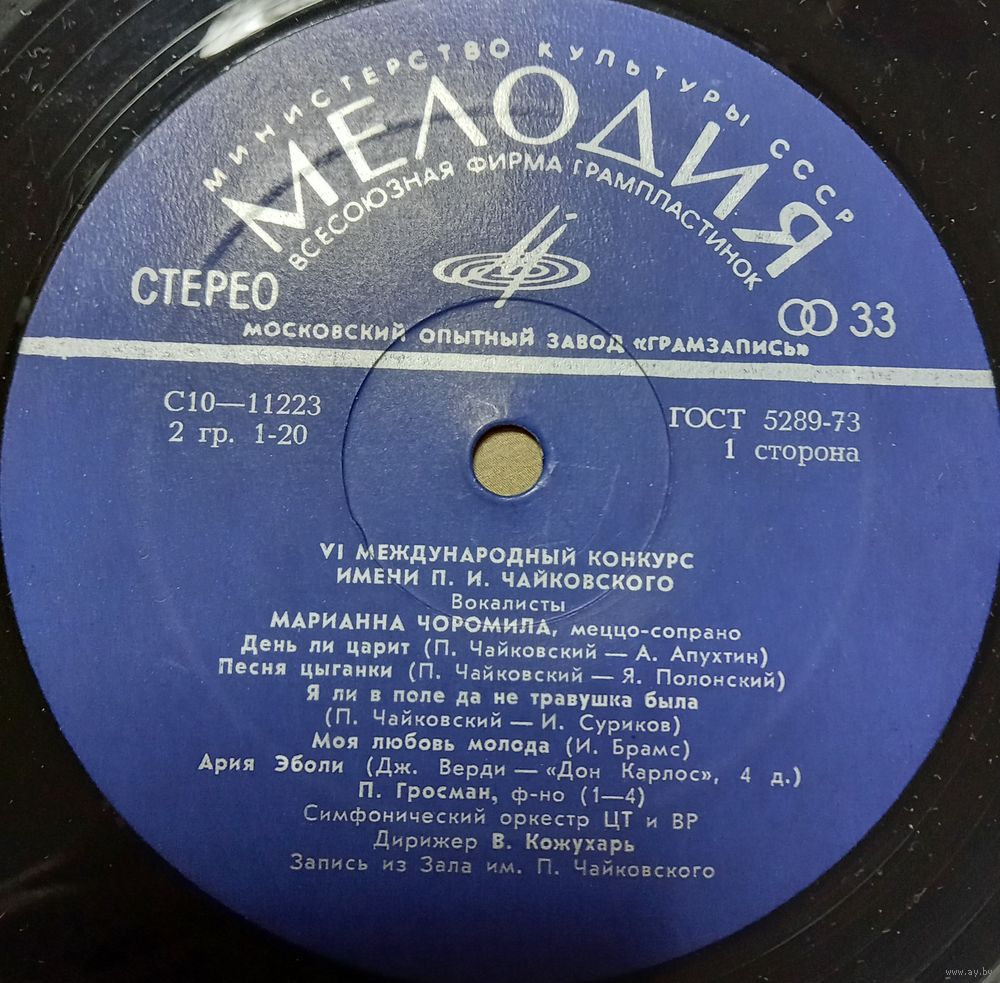 МИНИСТЕРСТВО КУЛЬТУРЫ СССР
МЕЛОДИЯ
ВСЕСОЮЗНАЯ ФИРМА ГРАМПЛАСТИНОК
СТЕРЕО
33
МОСКОВСКИЙ ОПЫТНЫЙ ЗАВОД «ГРАМЗАПИСЬ»
С10—11223
ГОСТ 5289-73
2 гр. 1-20
1 сторона
VI МЕЖДУНАРОДНЫЙ КОНКУРС
ИМЕНИ П. И. ЧАЙКОВСКОГО
Вокалисты
МАРИАННА ЧОРОМИЛА, меццо-сопрано
День ли царит (П. Чайковский — А. Апухтин)
Песня цыганки (П. Чайковский — Я. Полонский)
Я ли в поле да не травушка была
(П. Чайковский — И. Суриков)
Моя любовь молода (И. Брамс)
Ария Эболи (Дж. Верди — «Дон Карлос», 4 д.)
П. Гросман, ф-но (1—4)
Симфонический оркестр ЦТ и ВР
Дирижер В. Кожухарь
Запись из Зала им. П. Чайковского
www.ay.by